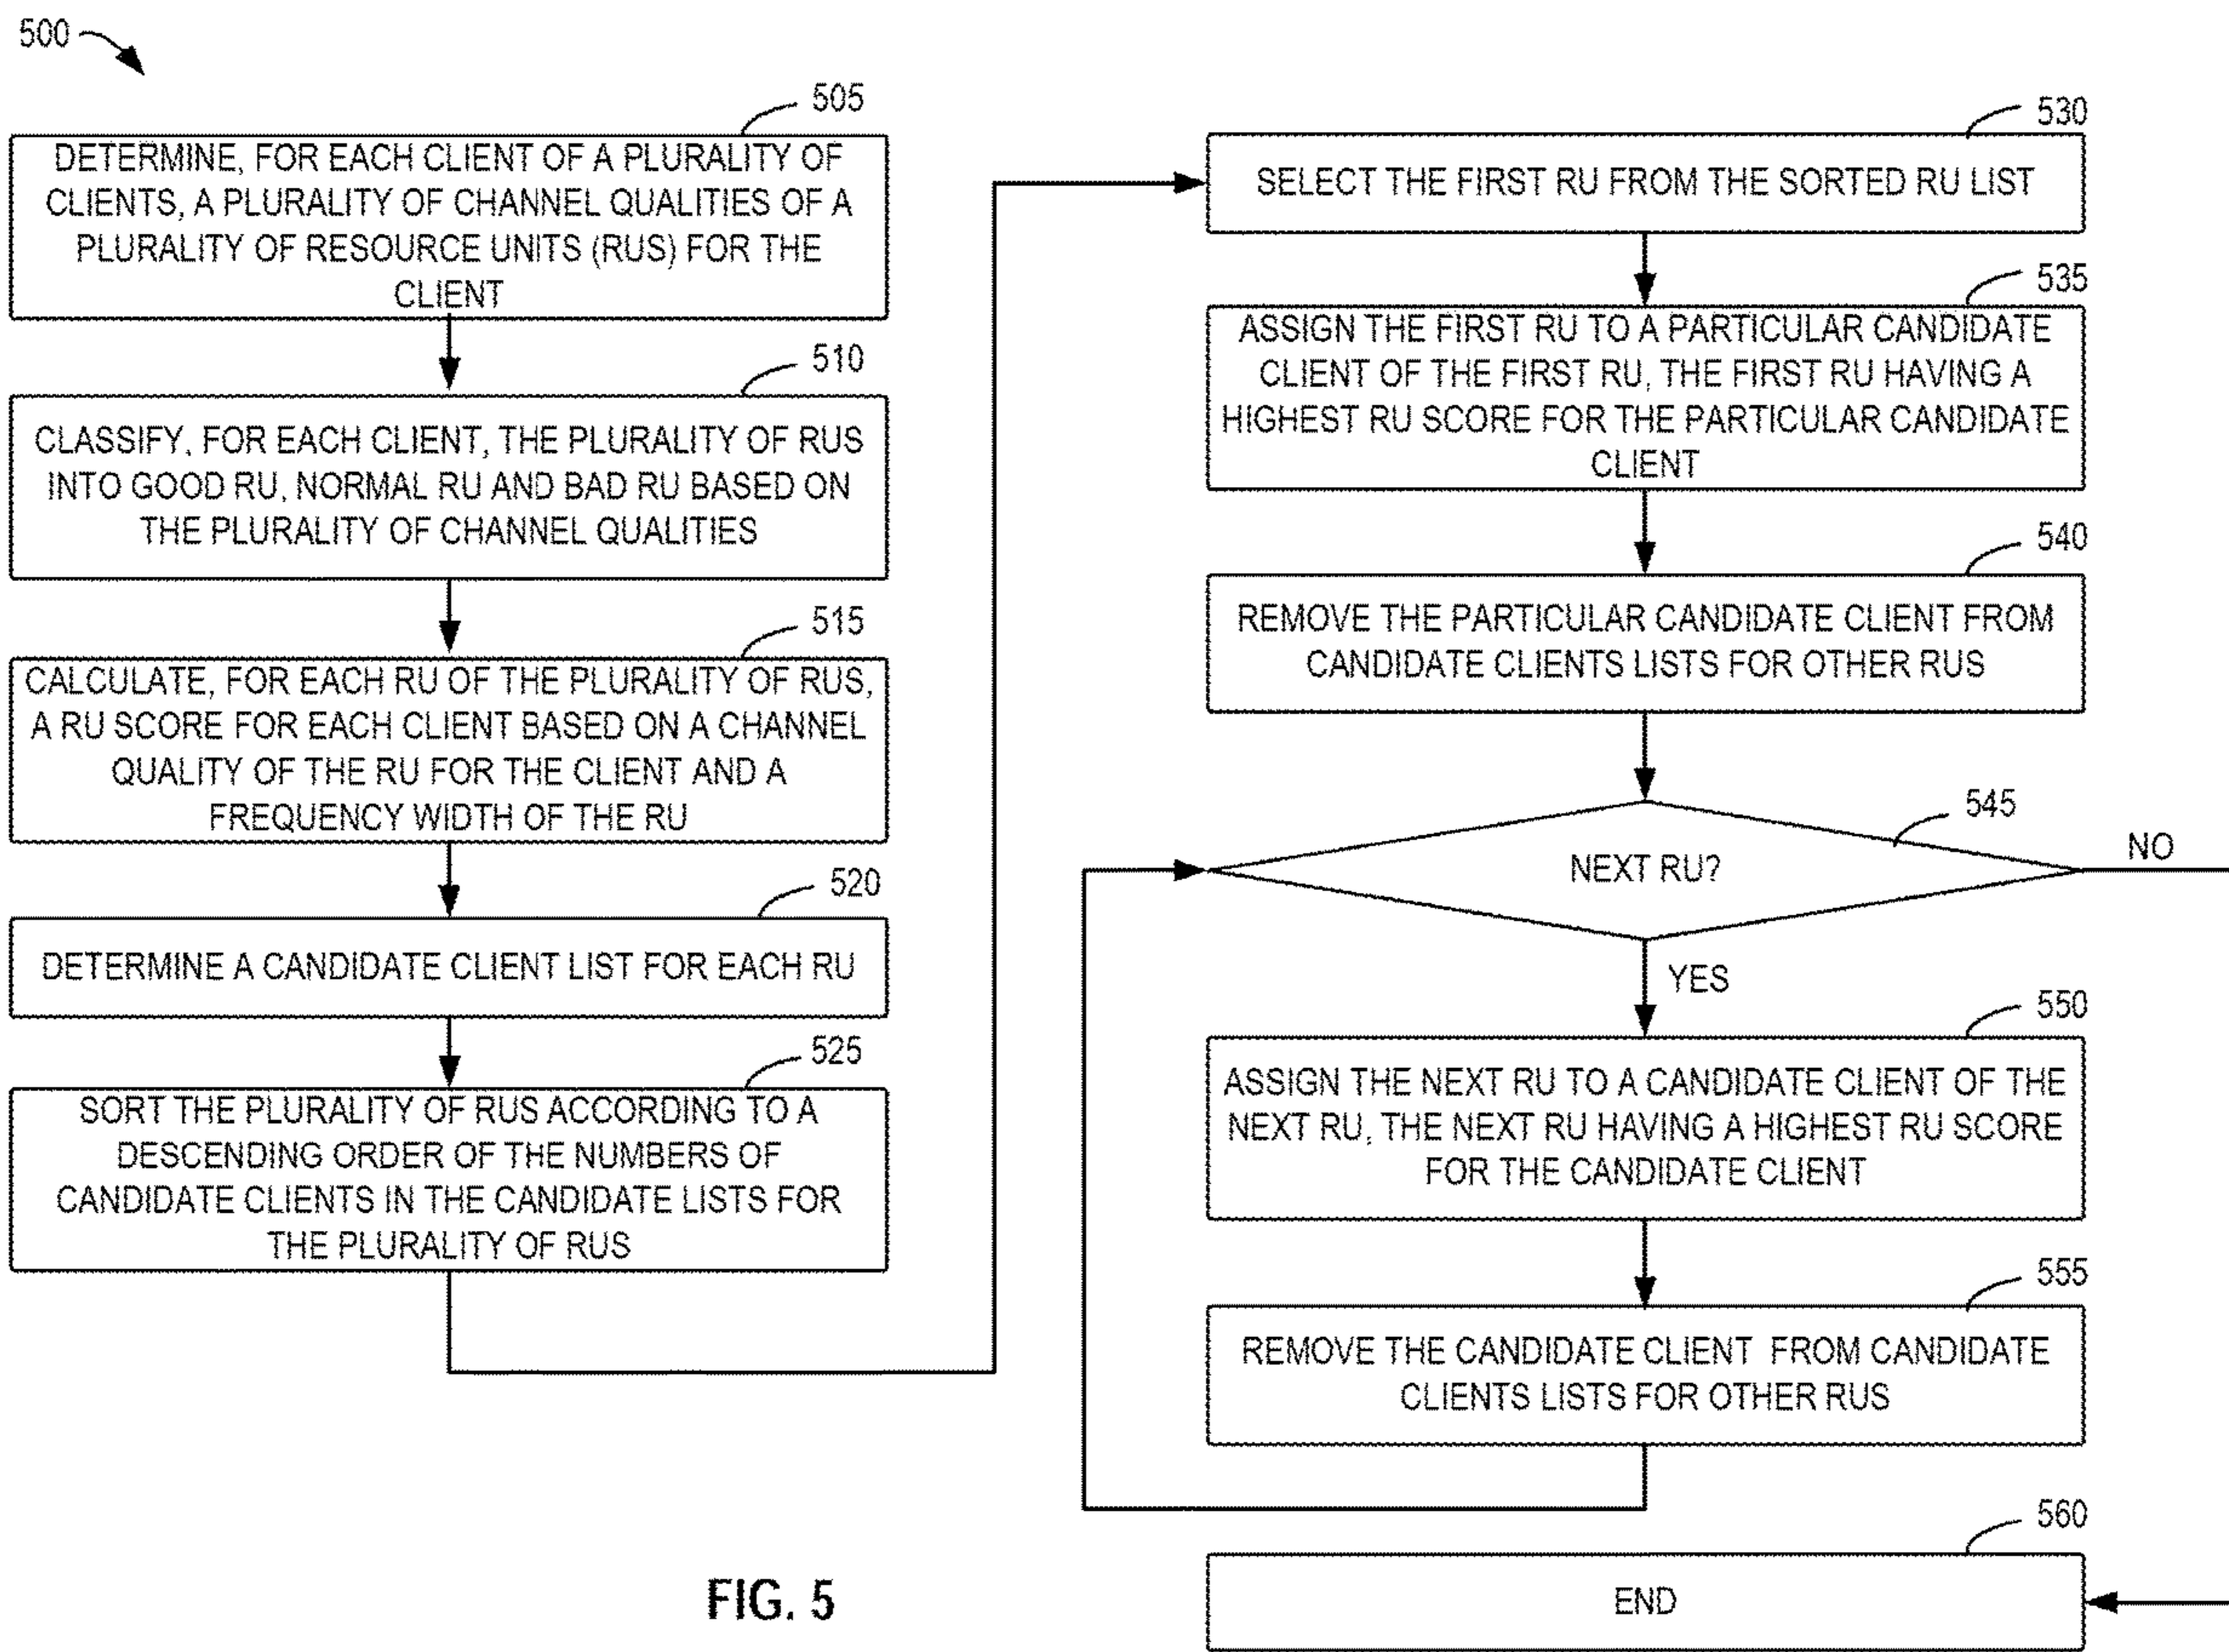 500
505
DETERMINE, FOR EACH CLIENT OF A PLURALITY OF
CLIENTS, A PLURALITY OF CHANNEL QUALITIES OF A
PLURALITY OF RESOURCE UNITS (RUS) FOR THE
CLIENT
510
CLASSIFY, FOR EACH CLIENT, THE PLURALITY OF RUS
INTO GOOD RU, NORMAL RU AND BAD RU BASED ON
THE PLURALITY OF CHANNEL QUALITIES
515
CALCULATE, FOR EACH RU OF THE PLURALITY OF RUS,
A RU SCORE FOR EACH CLIENT BASED ON A CHANNEL
QUALITY OF THE RU FOR THE CLIENT AND A
FREQUENCY WIDTH OF THE RU
520
DETERMINE A CANDIDATE CLIENT LIST FOR EACH RU
525
SORT THE PLURALITY OF RUS ACCORDING TO A
DESCENDING ORDER OF THE NUMBERS OF
CANDIDATE CLIENTS IN THE CANDIDATE LISTS FOR
THE PLURALITY OF RUS
530
SELECT THE FIRST RU FROM THE SORTED RU LIST
535
ASSIGN THE FIRST RU TO A PARTICULAR CANDIDATE
CLIENT OF THE FIRST RU, THE FIRST RU HAVING A
HIGHEST RU SCORE FOR THE PARTICULAR CANDIDATE
CLIENT
540
REMOVE THE PARTICULAR CANDIDATE CLIENT FROM
CANDIDATE CLIENTS LISTS FOR OTHER RUS
545
NEXT RU?
NO
YES
550
ASSIGN THE NEXT RU TO A CANDIDATE CLIENT OF THE
NEXT RU, THE NEXT RU HAVING A HIGHEST RU SCORE
FOR THE CANDIDATE CLIENT
555
REMOVE THE CANDIDATE CLIENT FROM CANDIDATE
CLIENTS LISTS FOR OTHER RUS
560
END
FIG. 5